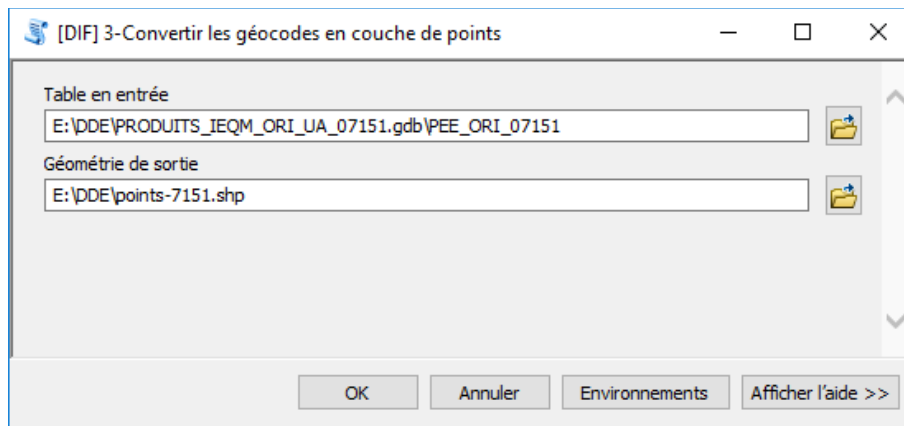 [DIF] 3-Convertir les géocodes en couche de points
Table en entrée
E:\DDE\PRODUITS_IEQM_ORI_UA_07151.gdb\PEE_ORI_07151
Géométrie de sortie
E:\DDE\points-7151.shp
OK Annuler Environnements Afficher l'aide >>